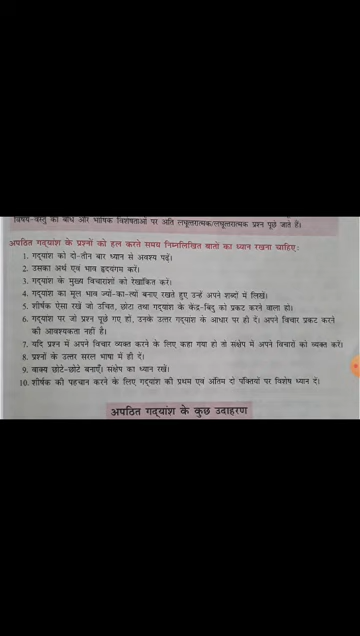 विषय-वस्तु का बोध और भाषिक विशेषताओं पर अति लघूत्तरात्मक/लघूत्तरात्मक प्रश्न पूछे जाते हैं।
अपठित गद्यांश के प्रश्नों को हल करते समय निम्नलिखित बातों का ध्यान रखना चाहिए:
1. गद्यांश को दो-तीन बार ध्यान से अवश्य पढ़ें।
2. उसका अर्थ एवं भाव हृदयंगम करें।
3. गद्यांश के मुख्य विचारांशों को रेखांकित करें।
4. गद्यांश का मूल भाव ज्यों-का-त्यों बनाए रखते हुए उन्हें अपने शब्दों में लिखें।
5. शीर्षक ऐसा रखें जो उचित, छोटा तथा गद्यांश के केंद्र-बिंदु को प्रकट करने वाला हो।
6. गद्यांश पर जो प्रश्न पूछे गए हों, उनके उत्तर गद्यांश के आधार पर ही दें। अपने विचार प्रकट करने
की आवश्यकता नहीं है।
7. यदि प्रश्न में अपने विचार व्यक्त करने के लिए कहा गया हो तो संक्षेप में अपने विचारों को व्यक्त करें।
8. प्रश्नों के उत्तर सरल भाषा में ही दें।
9. वाक्य छोटे-छोटे बनाएँ। संक्षेप का ध्यान रखें।
10. शीर्षक की पहचान करने के लिए गद्यांश की प्रथम एवं अंतिम दो पंक्तियों पर विशेष ध्यान दें।
अपठित गद्यांश के कुछ उदाहरण